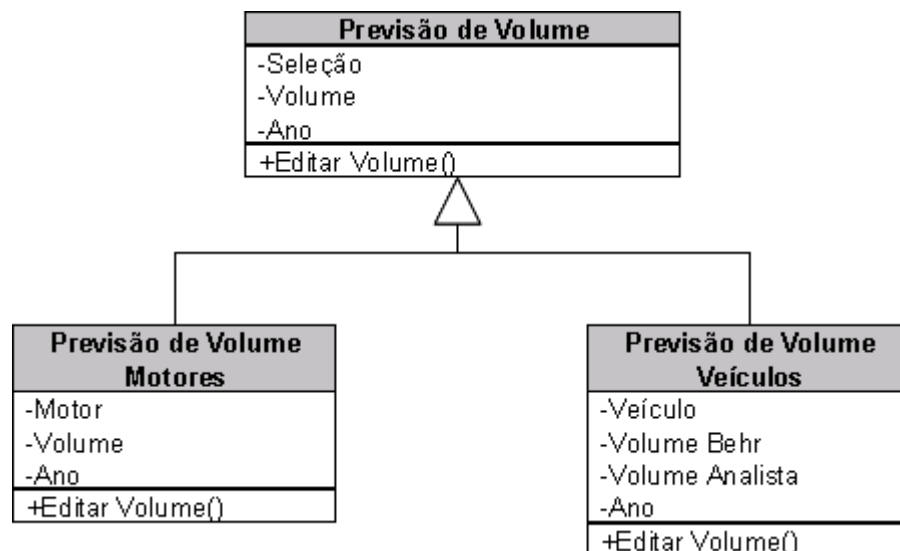 Previsão de Volume
-Seleção
-Volume
-Ano
+Editar Volume()
Previsão de Volume
Motores
-Motor
-Volume
-Ano
+Editar Volume()
Previsão de Volume
Veículos
-Veículo
-Volume Behr
-Volume Analista
-Ano
+Editar Volume()